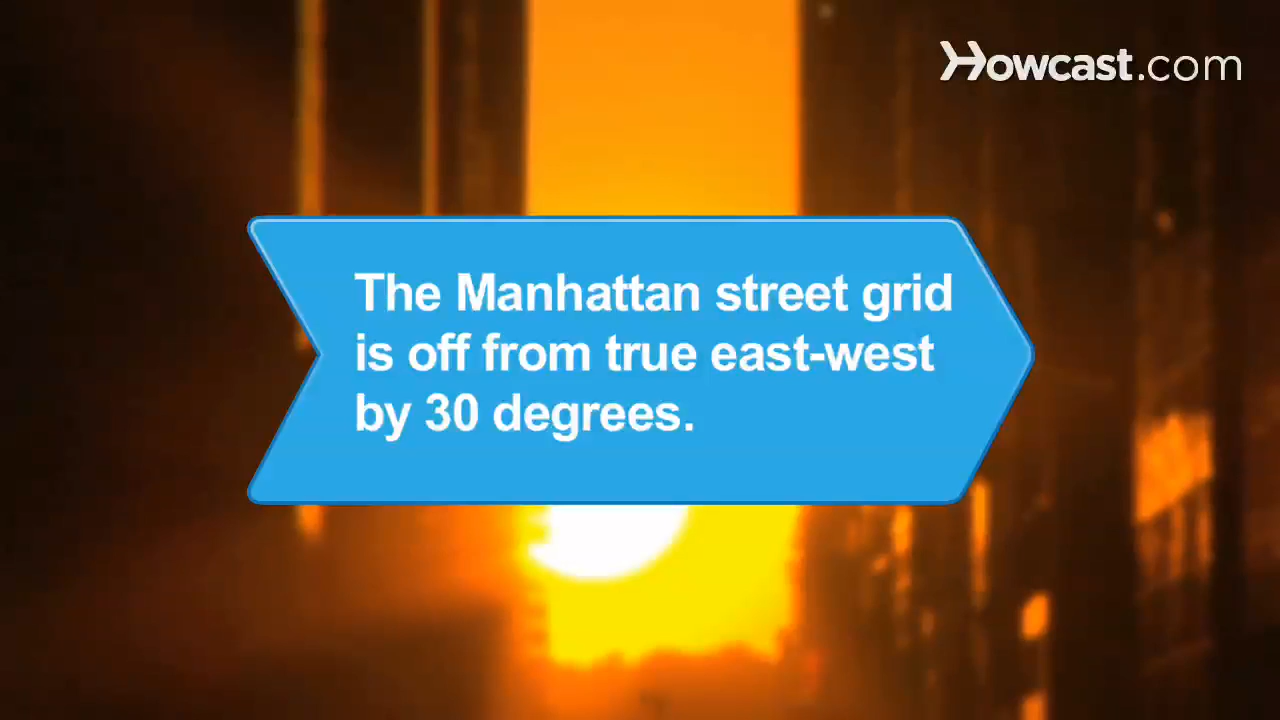 Howcast.com
The Manhattan street grid
is off from true east-west
by 30 degrees.